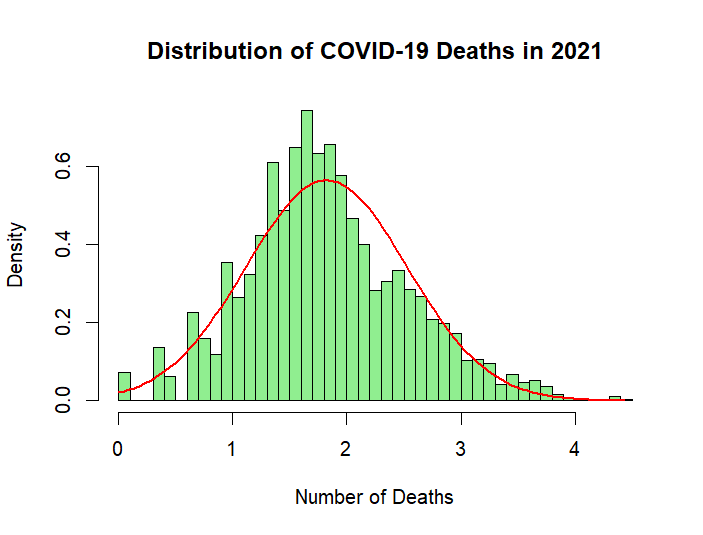 Distribution of COVID-19 Deaths in 2021
Density
0.6
0.4
0.2
0.0
0 1 2 3 4
Number of Deaths